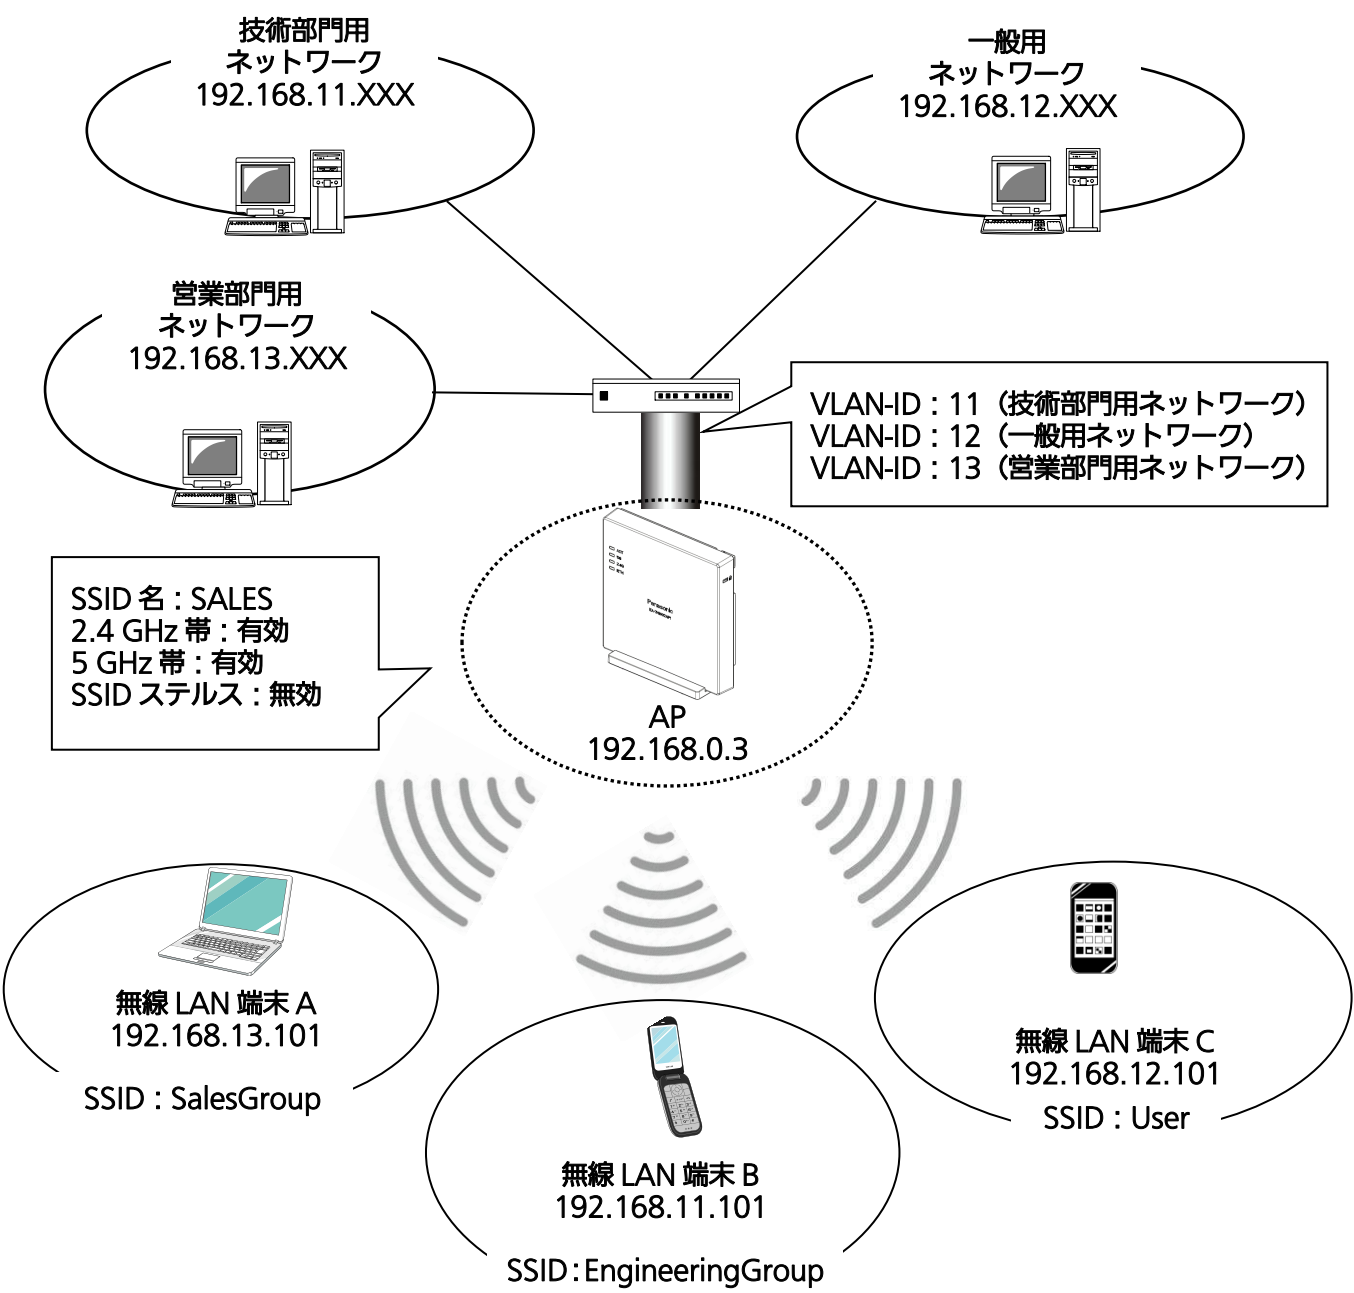 技術部門用
ネットワーク
192.168.11.XXX
一般用
ネットワーク
192.168.12.XXX
営業部門用
ネットワーク
192.168.13.XXX
VLAN-ID：11（技術部門用ネットワーク）
VLAN-ID：12（一般用ネットワーク）
VLAN-ID：13（営業部門用ネットワーク）
SSID 名：SALES
2.4 GHz 帯：有効
5 GHz 帯：有効
SSID ステルス：無効
Panasonic
AP
192.168.0.3
無線 LAN 端末 A
192.168.13.101
SSID：SalesGroup
無線 LAN 端末 B
192.168.11.101
SSID：EngineeringGroup
無線 LAN 端末 C
192.168.12.101
SSID：User